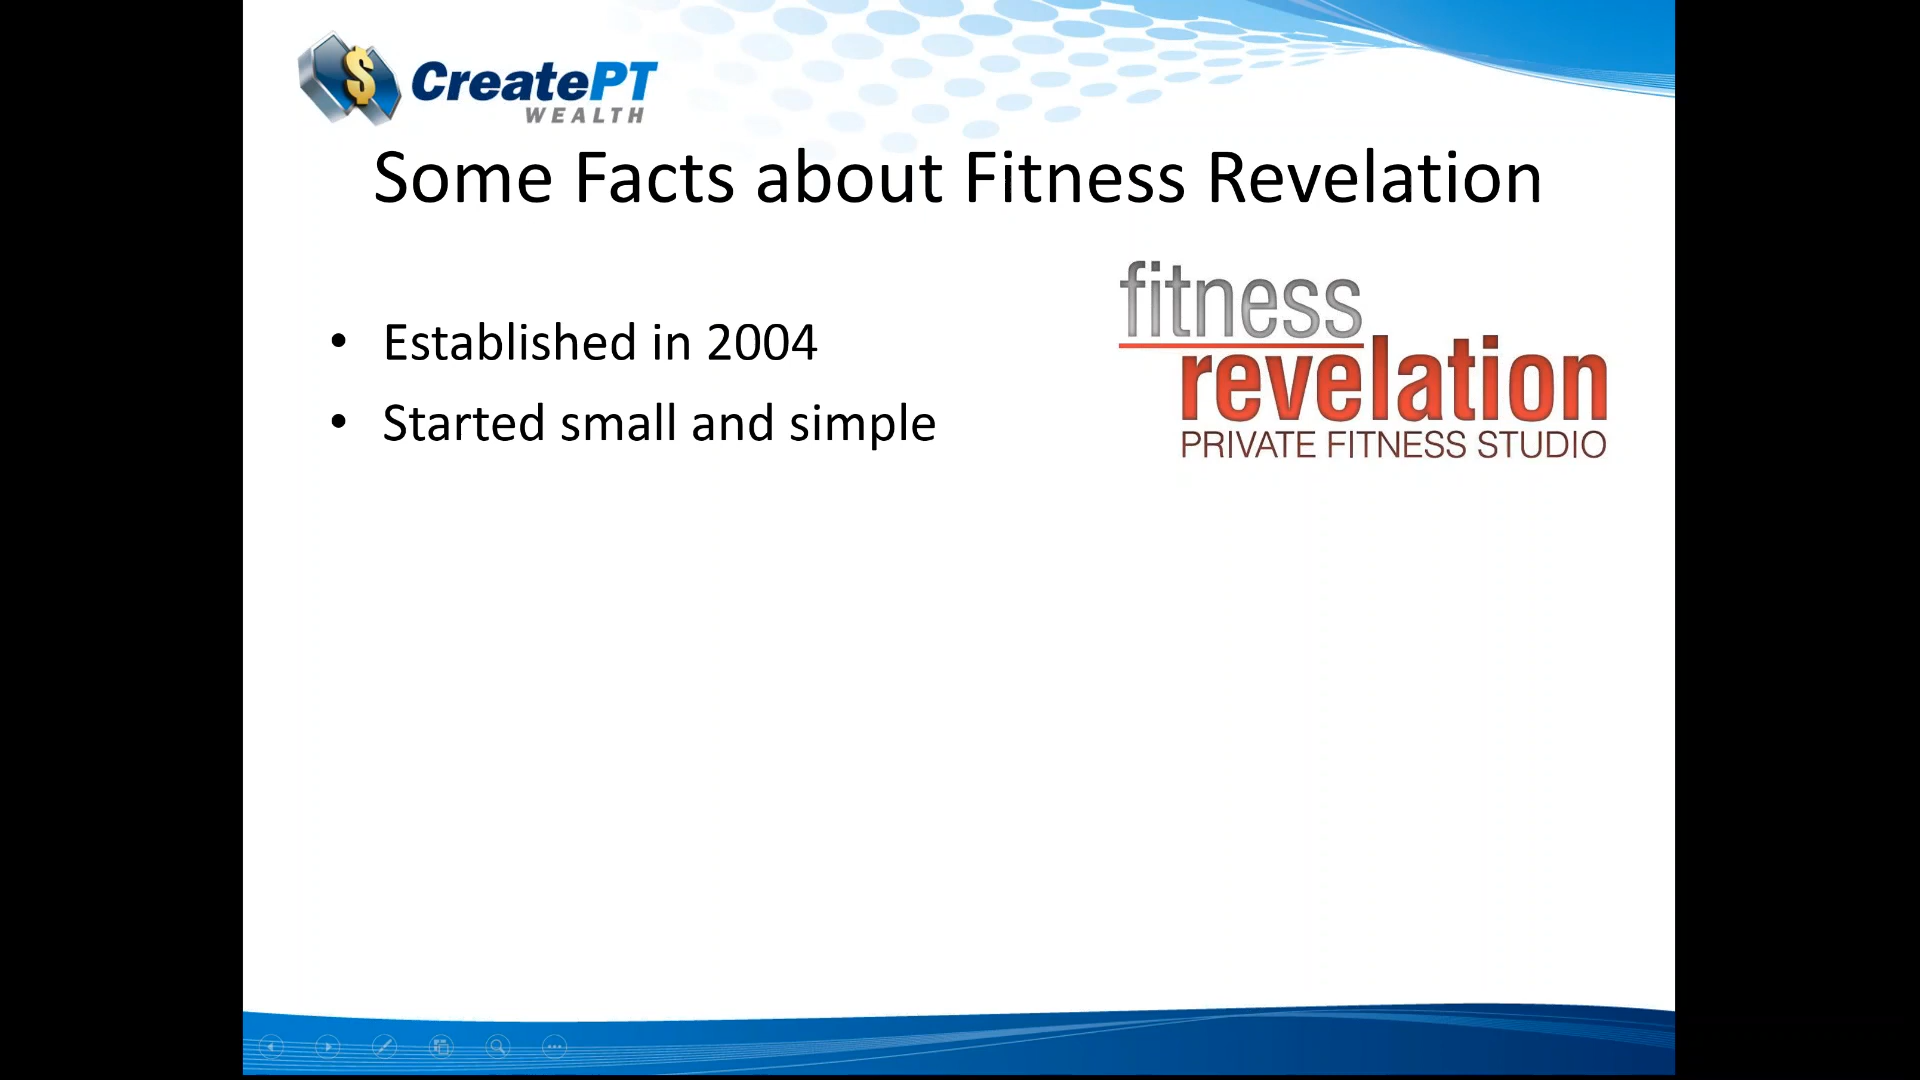 CreatePT
WEALTH
Some Facts about Fitness Revelation
• Established in 2004
• Started small and simple
fitness
revelation
PRIVATE FITNESS STUDIO